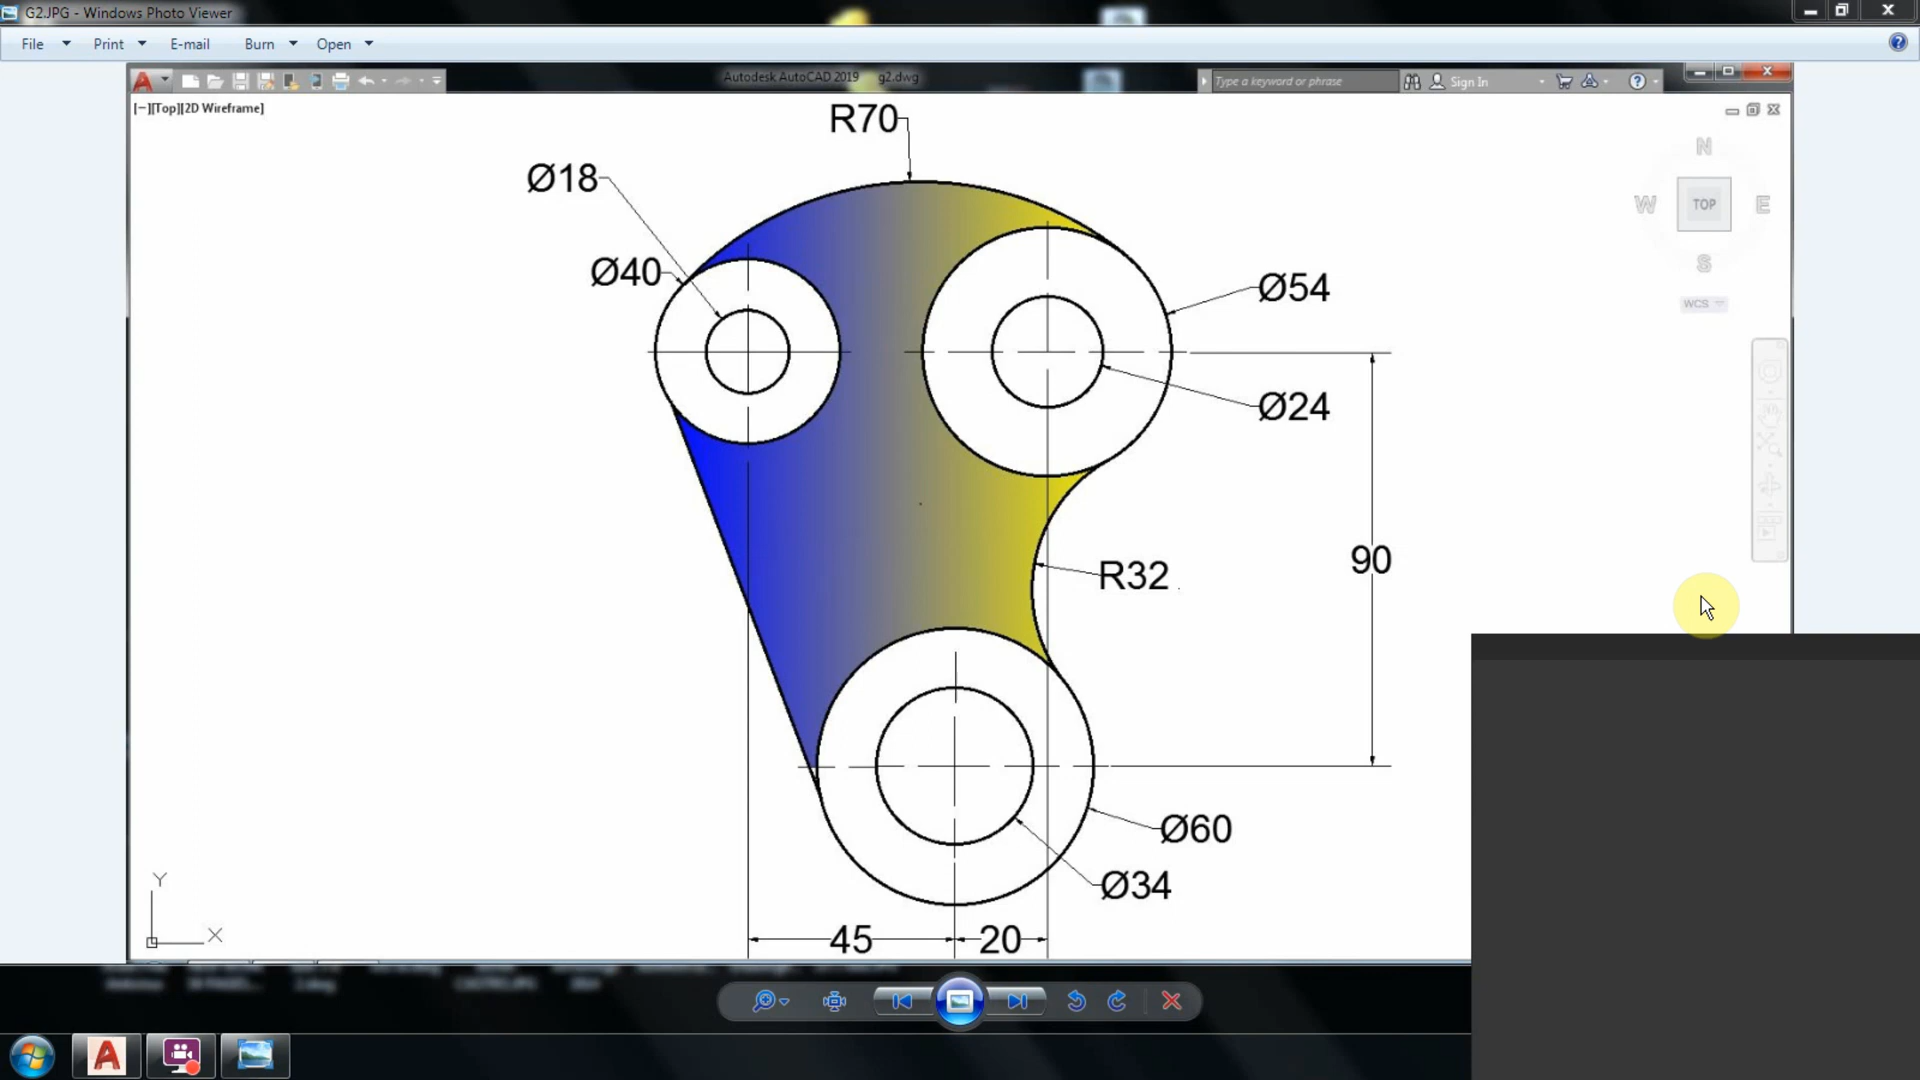 G2.JPG - Windows Photo Viewer
File Print E-mail Burn Open
Autodesk AutoCAD 2019 g2.dwg
Type a keyword or phrase
Sign In
[−][Top][2D Wireframe]
R70
N
Ø18
W TOP E
S
Ø40
Ø54
WCS
Ø24
90
R32
Ø60
Ø34
Y
X
45 20